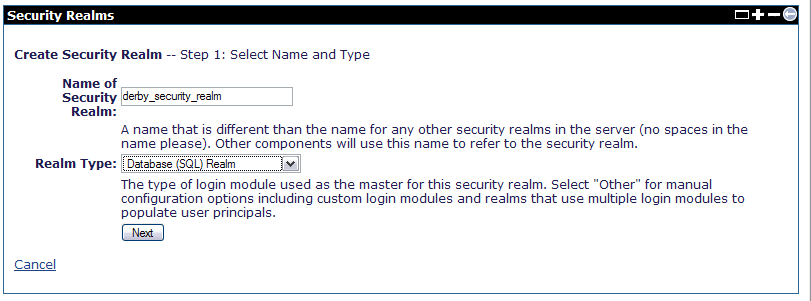 Security Realms
Create Security Realm -- Step 1: Select Name and Type
Name of
Security
Realm:
derby_security_realm
A name that is different than the name for any other security realms in the server (no spaces in the
name please). Other components will use this name to refer to the security realm.
Realm Type: Database (SQL) Realm
The type of login module used as the master for this security realm. Select "Other" for manual
configuration options including custom login modules and realms that use multiple login modules to
populate user principals.
Next
Cancel